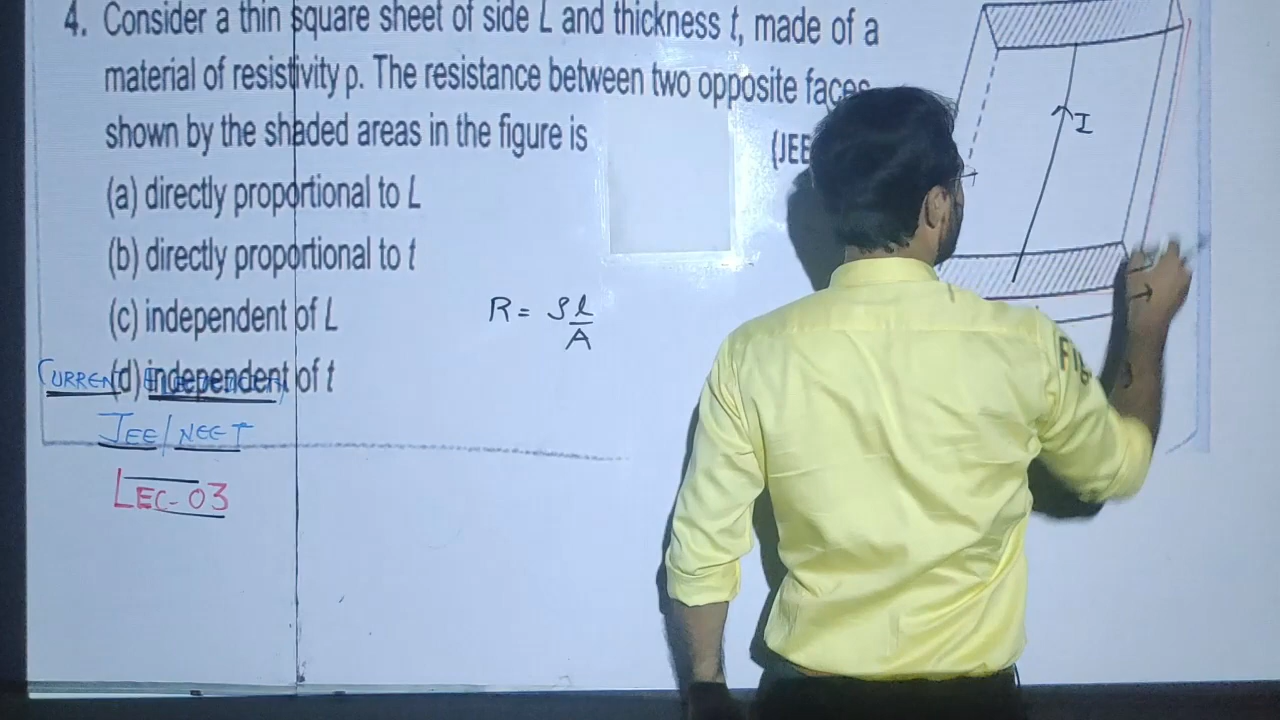 4. Consider a thin square sheet of side L and thickness t, made of a
material of resistivity ρ. The resistance between two opposite faces
shown by the shaded areas in the figure is (JEE
(a) directly proportional to L
(b) directly proportional to t
(c) independent of L
(d) independent of t
R = ρl/A
I
CURRENT
JEE/NEET
LEC-03